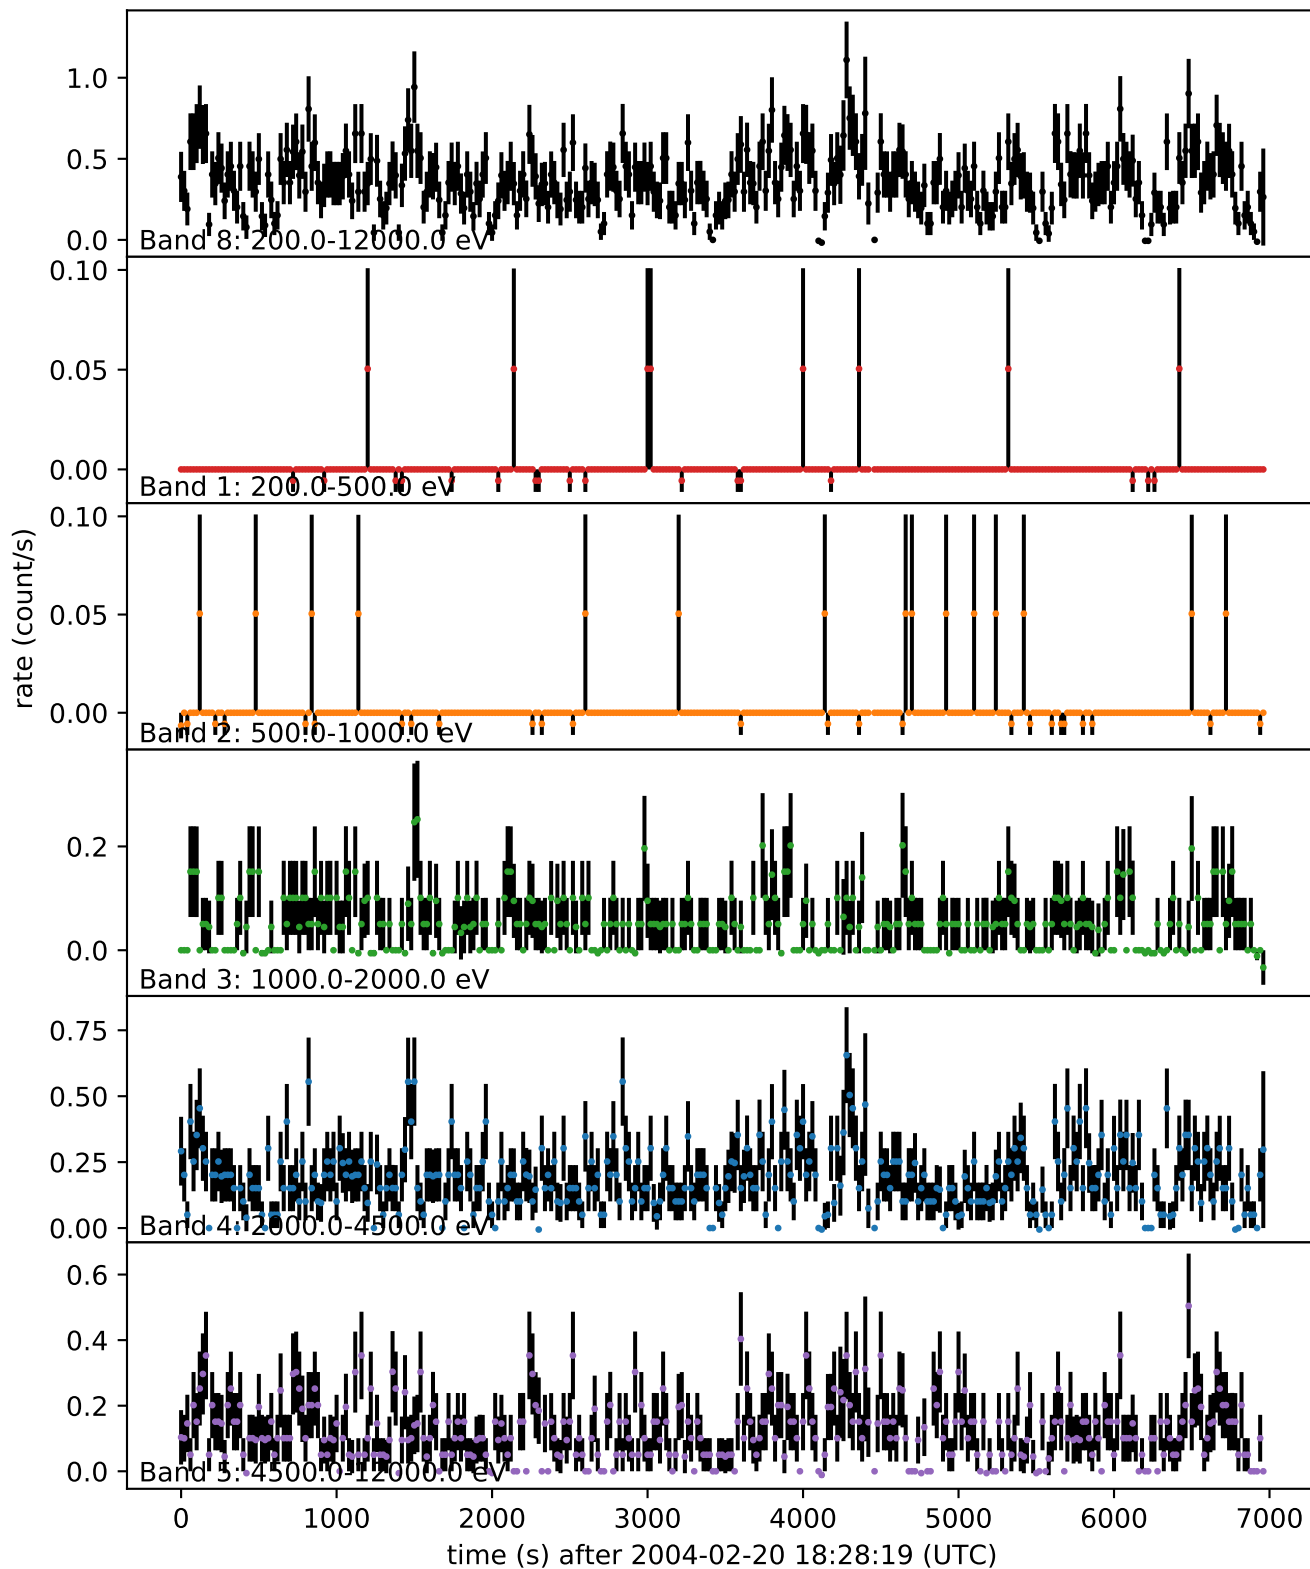 1.0
0.5
0.0
Band 8: 200.0-12000.0 eV
0.10
0.05
0.00
Band 1: 200.0-500.0 eV
0.10
0.05
0.00
Band 2: 500.0-1000.0 eV
rate (count/s)
0.2
0.0
Band 3: 1000.0-2000.0 eV
0.75
0.50
0.25
0.00
Band 4: 2000.0-4500.0 eV
0.6
0.4
0.2
0.0
Band 5: 4500.0-12000.0 eV
0 1000 2000 3000 4000 5000 6000 7000
time (s) after 2004-02-20 18:28:19 (UTC)